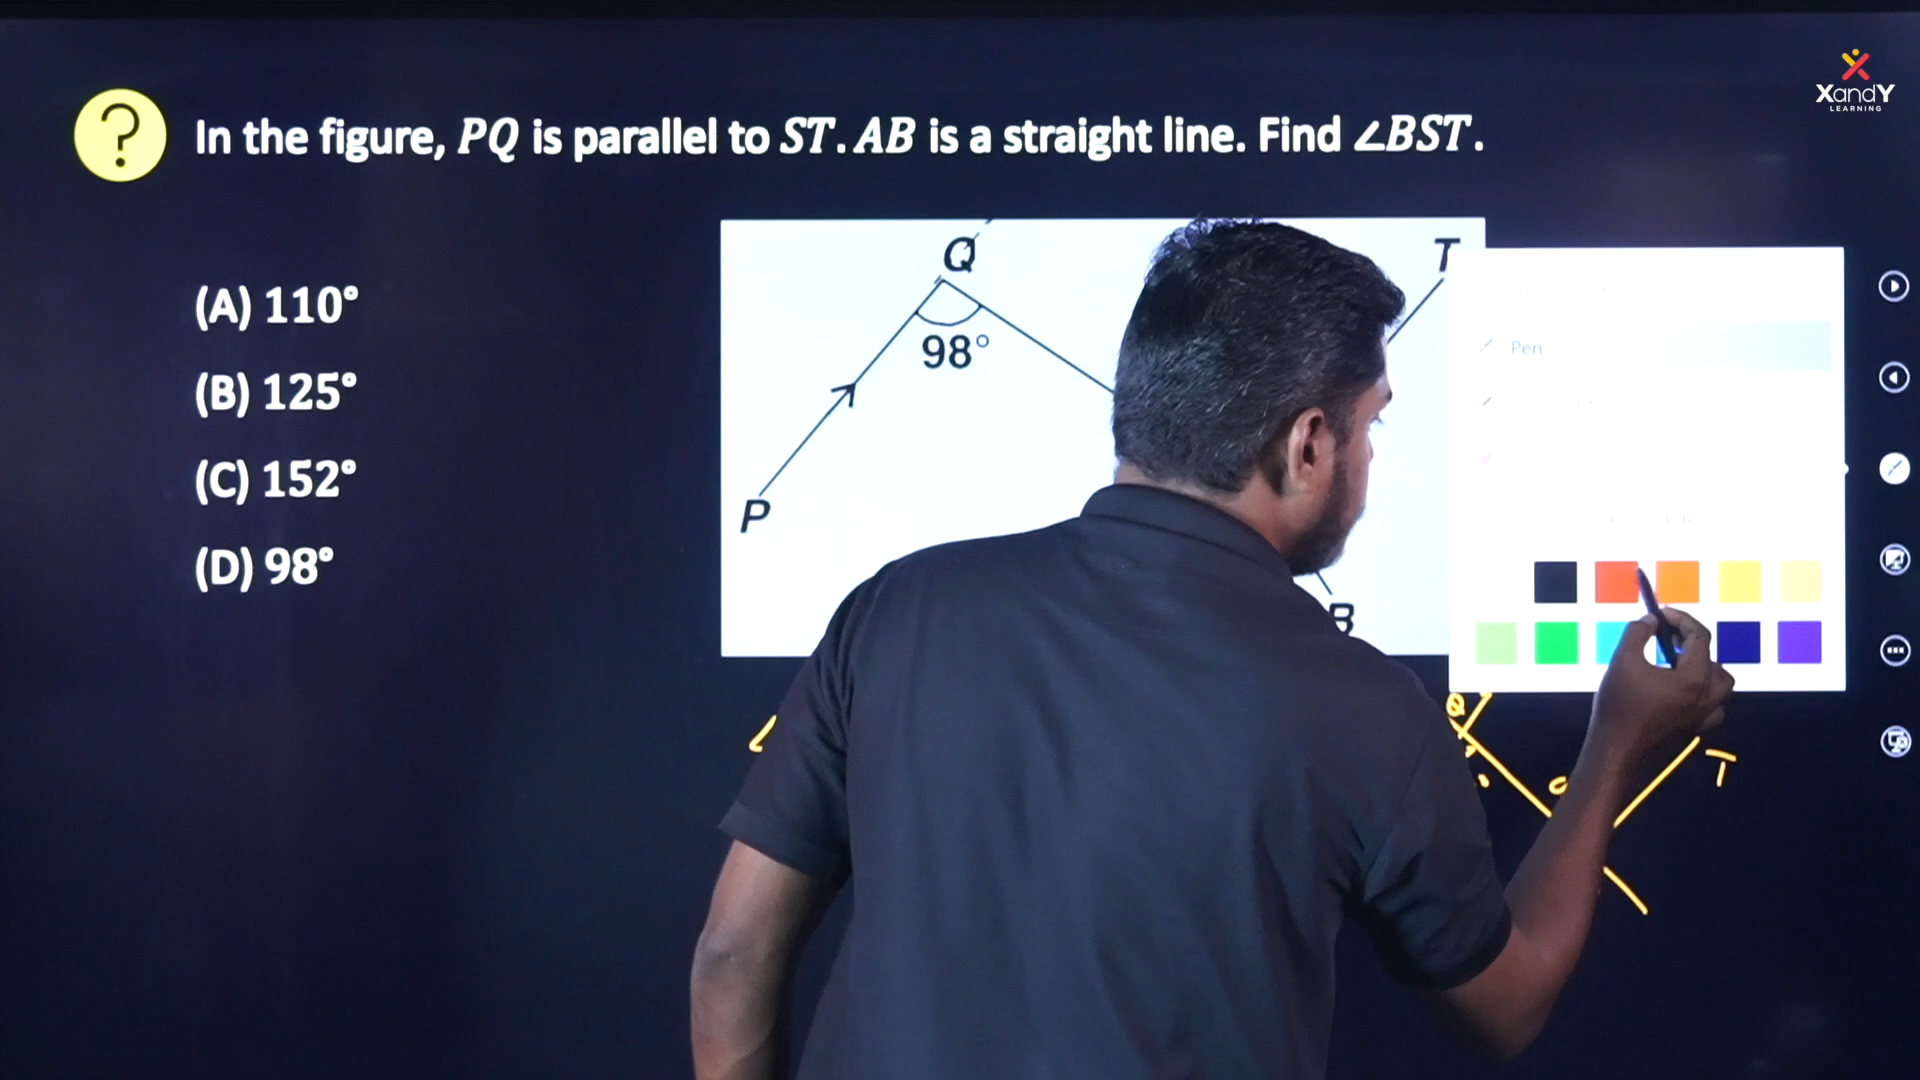 XandY
LEARNING
? In the figure, PQ is parallel to ST. AB is a straight line. Find ∠BST.
(A) 110°
(B) 125°
(C) 152°
(D) 98°
Q
98°
P
T
B
Pen
Q
T